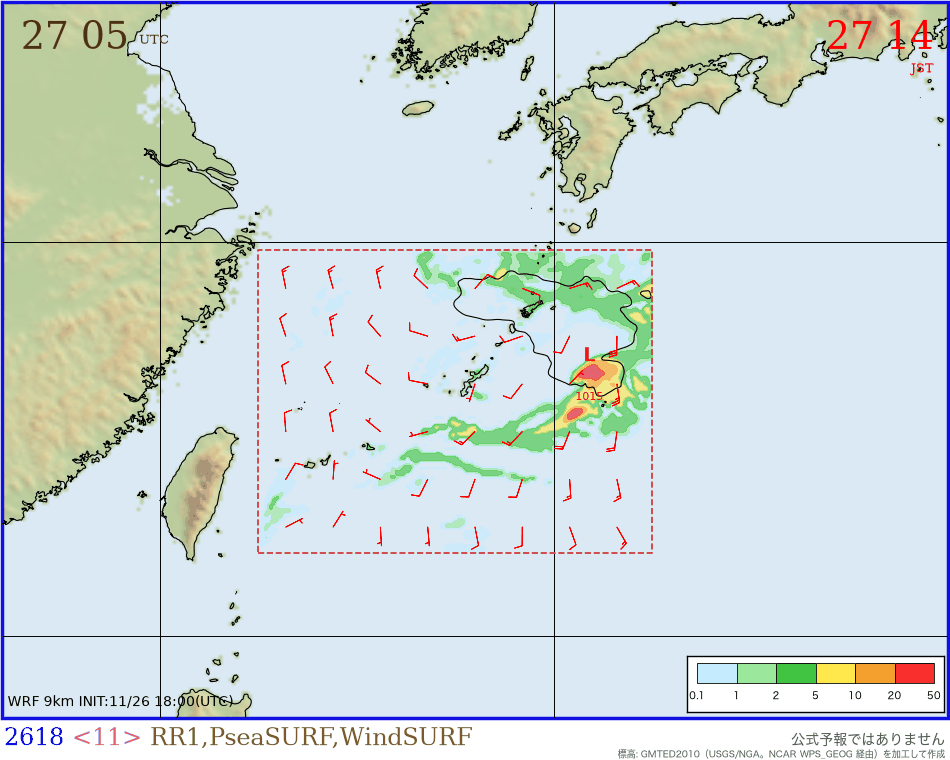 27 05 UTC
27 14
JST
L
1015
WRF 9km INIT:11/26 18:00(UTC)
0.1 1 2 5 10 20 50
2618 <11> RR1,PseaSURF,WindSURF
公式予報ではありません
標高: GMTED2010（USGS/NGA。NCAR WPS_GEOG 経由）を加工して作成